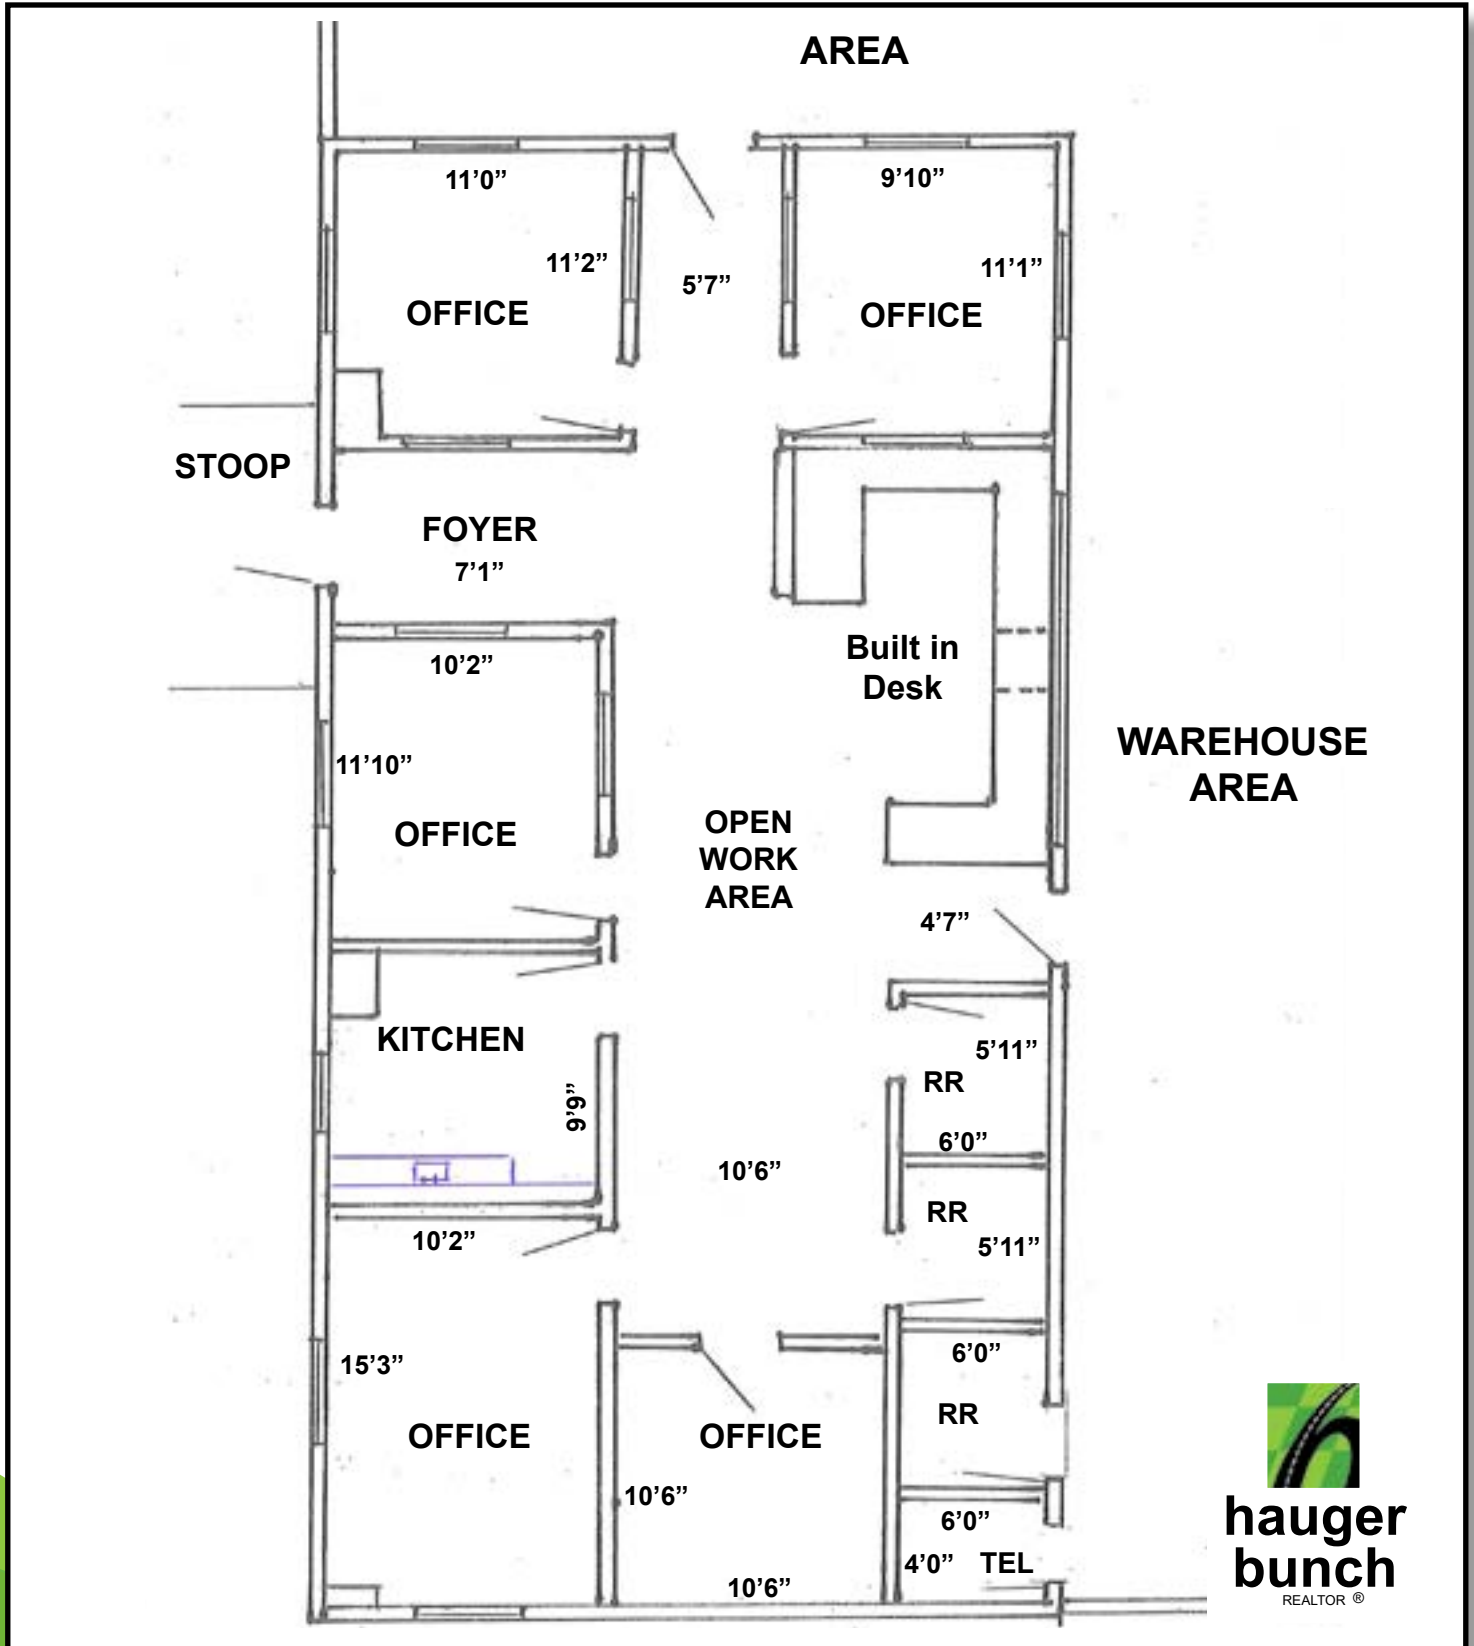 AREA
11’0”
9’10”
11’2”
5’7”
11’1”
OFFICE
OFFICE
STOOP
FOYER
7’1”
10’2”
Built in
Desk
11’10”
WAREHOUSE
AREA
OFFICE
OPEN
WORK
AREA
4’7”
KITCHEN
5’11”
RR
9’9”
6’0”
10’6”
RR
10’2”
5’11”
15’3”
6’0”
RR
OFFICE
OFFICE
10’6”
6’0”
4’0” TEL
10’6”
hauger
bunch
REALTOR ®